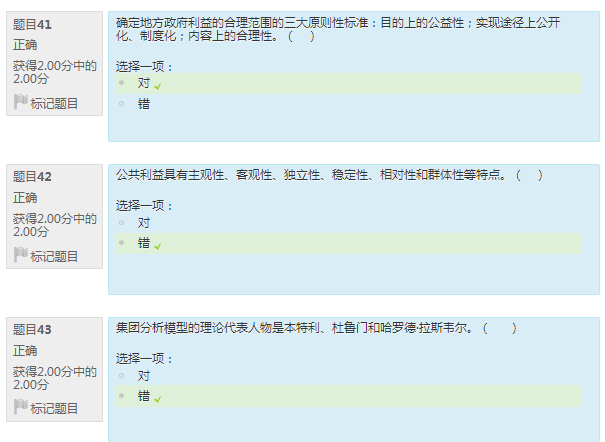 题目41
正确
获得2.00分中的
2.00分
标记题目
确定地方政府利益的合理范围的三大原则性标准：目的上的公益性；实现途径上公开
化、制度化；内容上的合理性。（    ）
选择一项：
对
错
题目42
正确
获得2.00分中的
2.00分
标记题目
公共利益具有主观性、客观性、独立性、稳定性、相对性和群体性等特点。（    ）
选择一项：
对
错
题目43
正确
获得2.00分中的
2.00分
标记题目
集团分析模型的理论代表人物是本特利、杜鲁门和哈罗德·拉斯韦尔。（      ）
选择一项：
对
错